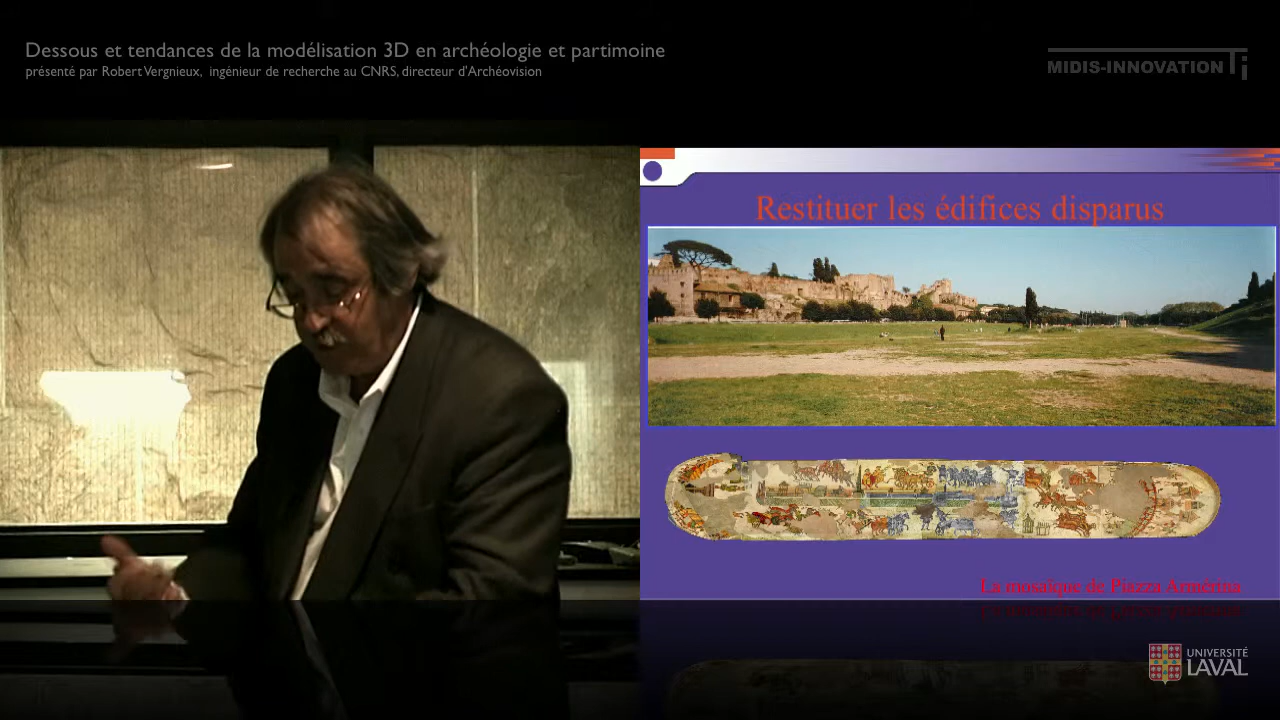 Dessous et tendances de la modélisation 3D en archéologie et partimoine
présenté par Robert Vergnieux, ingénieur de recherche au CNRS, directeur d'Archéovision
MIDIS-INNOVATION Ti
Restituer les édifices disparus
La mosaïque de Piazza Armérina
UNIVERSITÉ
LAVAL